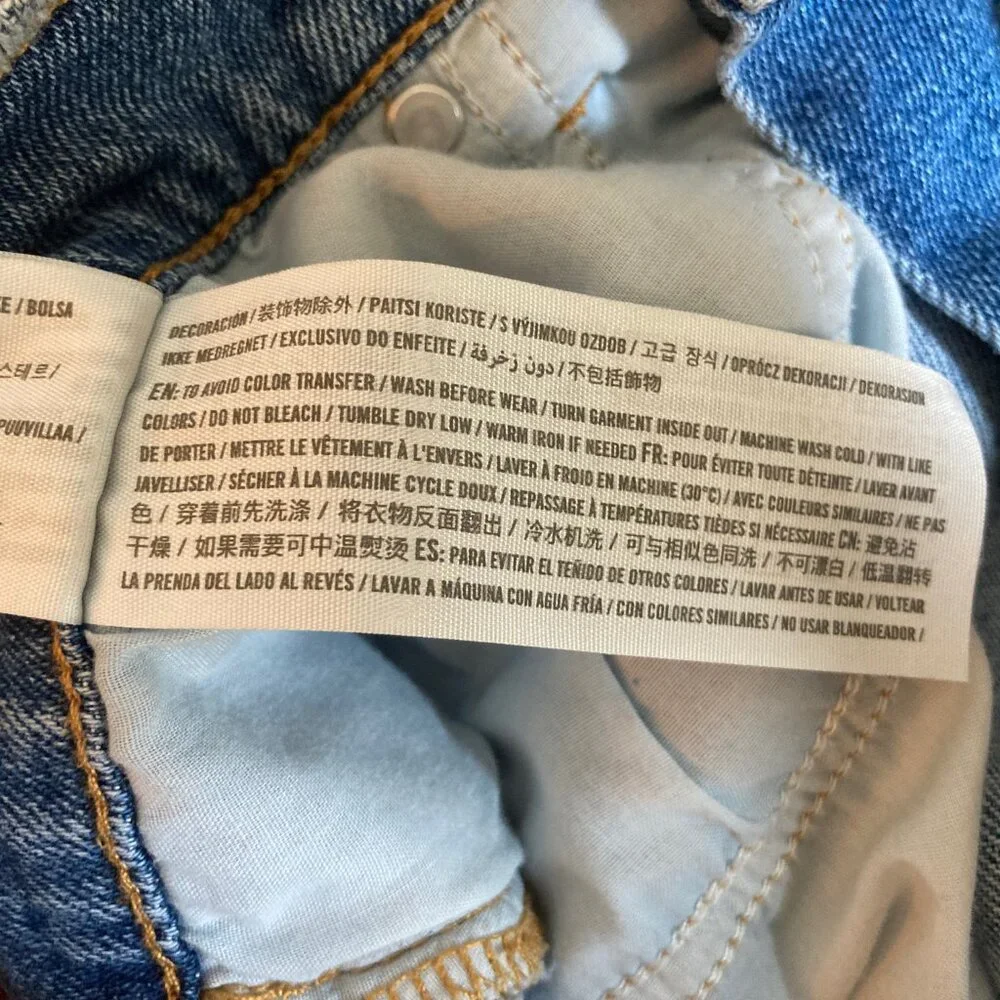 E / BOLSA
스테르 /
PUUVILLAA /
DECORACIÓN / 装饰物除外 / PAITSI KORISTE / S VÝJIMKOU OZDOB / 고급 장식 / OPRÓCZ DEKORACJI / DEKORASJON
IKKE MEDREGNET / EXCLUSIVO DO ENFEITE / دون زخرفة / 不包括飾物
EN: TO AVOID COLOR TRANSFER / WASH BEFORE WEAR / TURN GARMENT INSIDE OUT / MACHINE WASH COLD / WITH LIKE
COLORS / DO NOT BLEACH / TUMBLE DRY LOW / WARM IRON IF NEEDED FR: POUR ÉVITER TOUTE DÉTEINTE / LAVER AVANT
DE PORTER / METTRE LE VÊTEMENT À L'ENVERS / LAVER À FROID EN MACHINE (30°C) / AVEC COULEURS SIMILAIRES / NE PAS
JAVELLISER / SÉCHER À LA MACHINE CYCLE DOUX / REPASSAGE À TEMPÉRATURES TIÈDES SI NÉCESSAIRE CN: 避免沾
色 / 穿着前先洗涤 / 将衣物反面翻出 / 冷水机洗 / 可与相似色同洗 / 不可漂白 / 低温翻转
干燥 / 如果需要可中温熨烫 ES: PARA EVITAR EL TEÑIDO DE OTROS COLORES / LAVAR ANTES DE USAR / VOLTEAR
LA PRENDA DEL LADO AL REVÉS / LAVAR A MÁQUINA CON AGUA FRÍA / CON COLORES SIMILARES / NO USAR BLANQUEADOR /